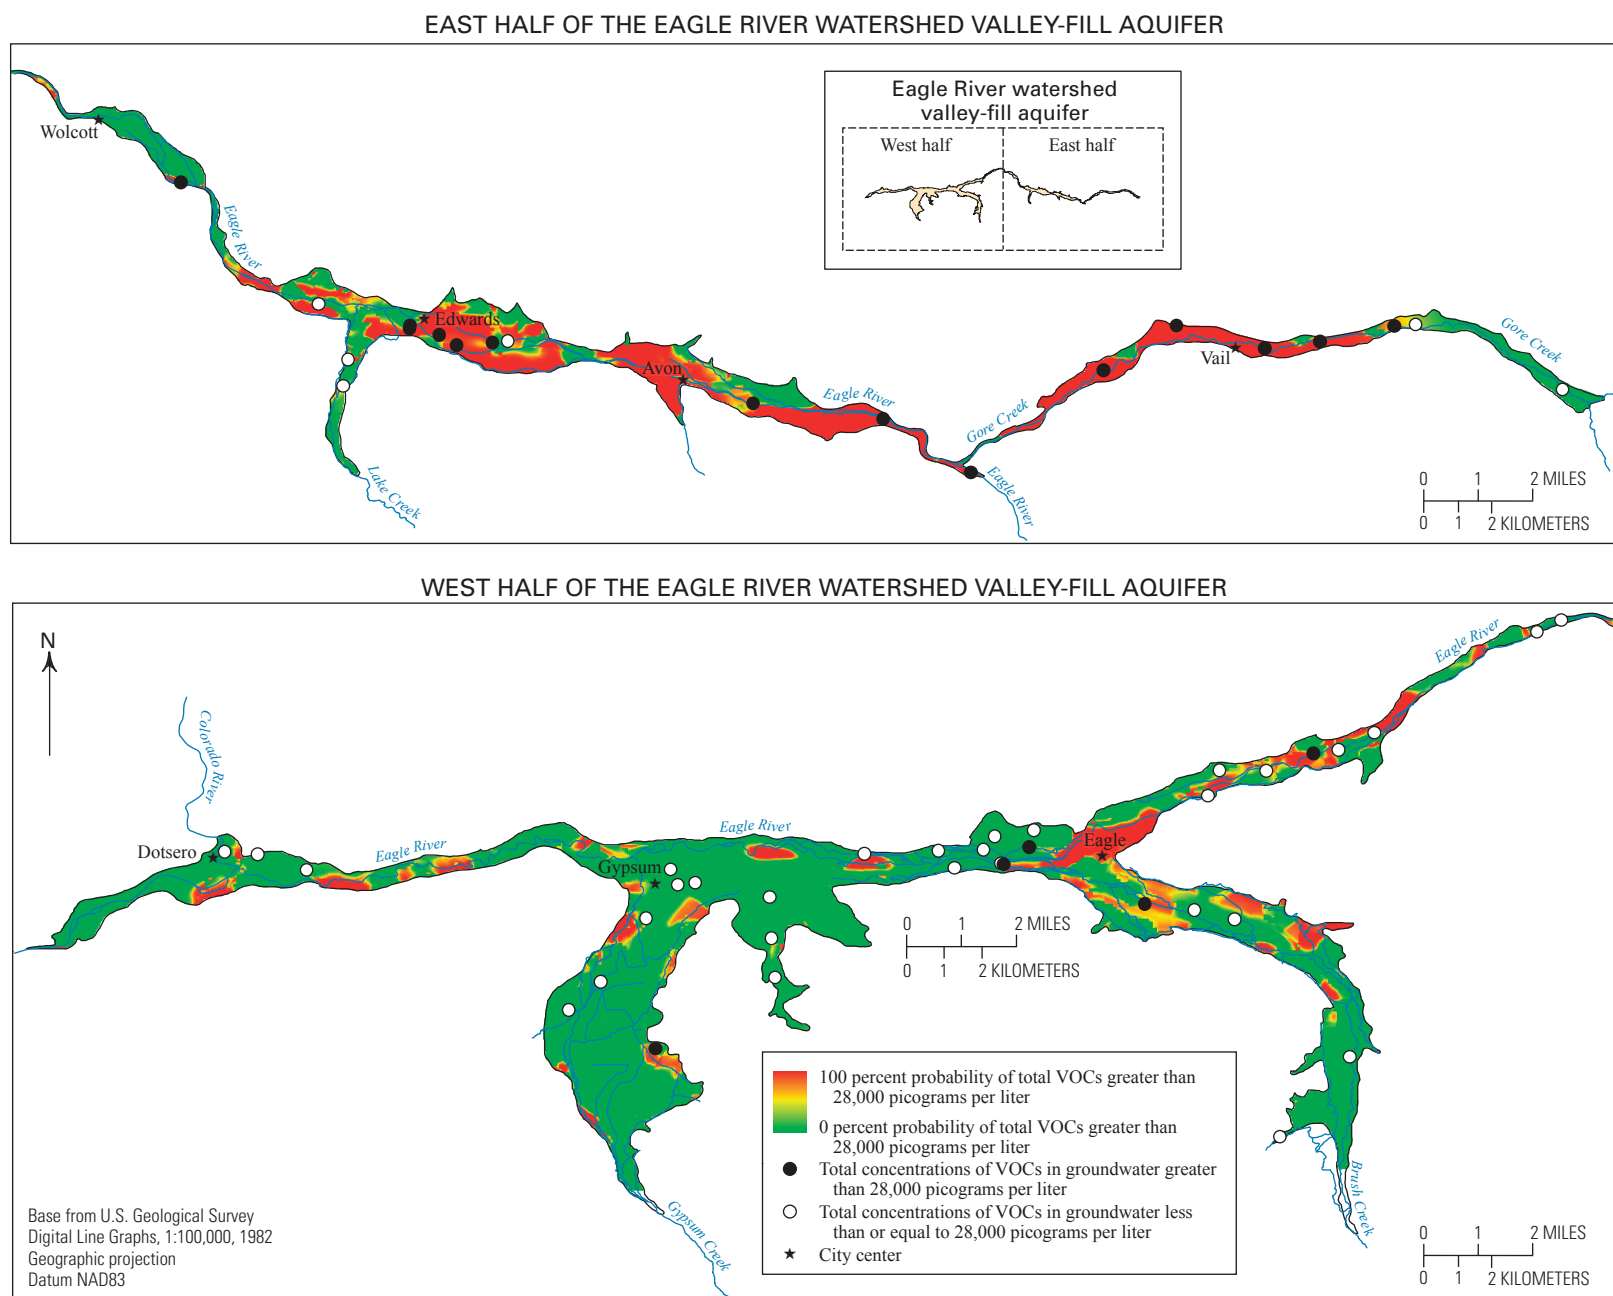 EAST HALF OF THE EAGLE RIVER WATERSHED VALLEY-FILL AQUIFER
Eagle River watershed
valley-fill aquifer
West half
East half
Wolcott
Eagle River
Edwards
Avon
Eagle River
Lake Creek
Gore Creek
Eagle River
Vail
Gore Creek
0 1 2 MILES
0 1 2 KILOMETERS
WEST HALF OF THE EAGLE RIVER WATERSHED VALLEY-FILL AQUIFER
N
Colorado River
Dotsero
Eagle River
Gypsum
Eagle River
Eagle
Eagle River
0 1 2 MILES
0 1 2 KILOMETERS
Gypsum Creek
Brush Creek
100 percent probability of total VOCs greater than
28,000 picograms per liter
0 percent probability of total VOCs greater than
28,000 picograms per liter
Total concentrations of VOCs in groundwater greater
than 28,000 picograms per liter
Total concentrations of VOCs in groundwater less
than or equal to 28,000 picograms per liter
City center
Base from U.S. Geological Survey
Digital Line Graphs, 1:100,000, 1982
Geographic projection
Datum NAD83
0 1 2 MILES
0 1 2 KILOMETERS